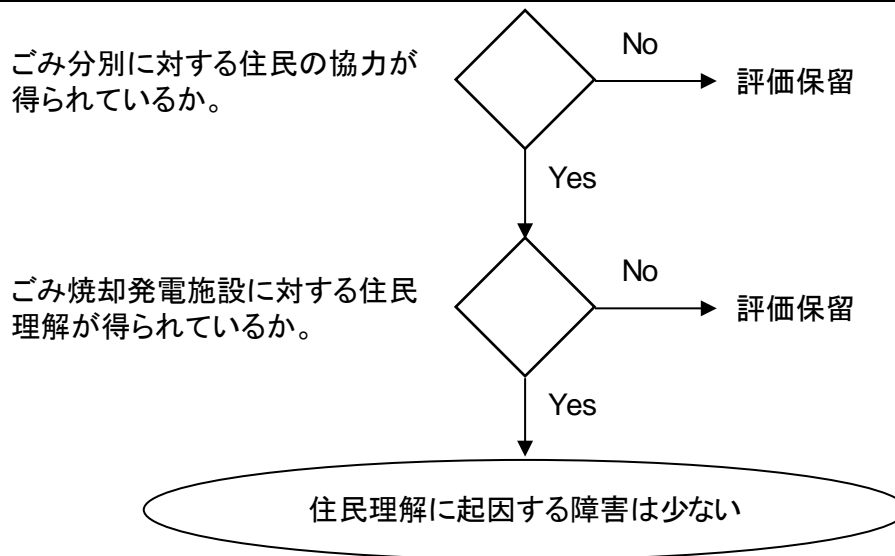 ごみ分別に対する住民の協力が
得られているか。
No
評価保留
Yes
ごみ焼却発電施設に対する住民
理解が得られているか。
No
評価保留
Yes
住民理解に起因する障害は少ない